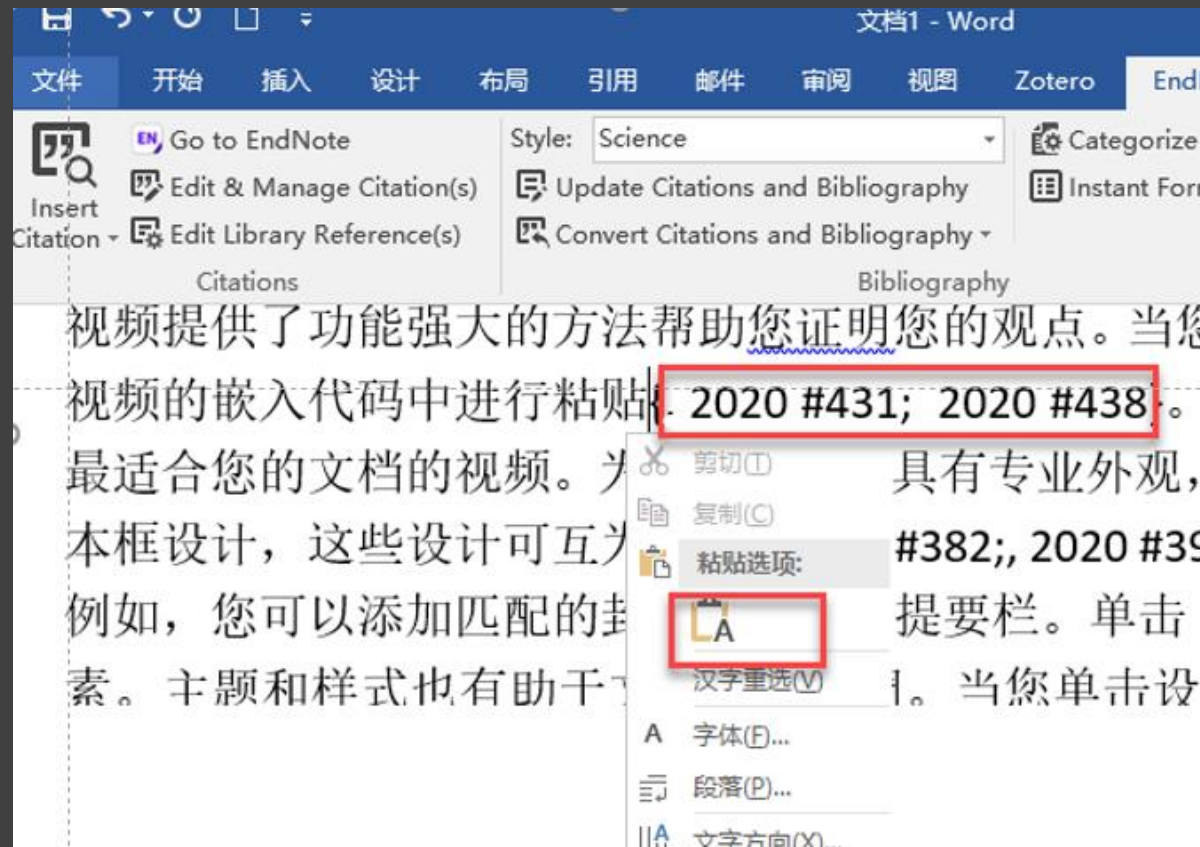 文档1 - Word
文件 开始 插入 设计 布局 引用 邮件 审阅 视图 Zotero
EN Go to EndNote Style: Science Categorize
Insert Citation Edit & Manage Citation(s) Update Citations and Bibliography Instant
Edit Library Reference(s) Convert Citations and Bibliography
Citations Bibliography
视频提供了功能强大的方法帮助您证明您的观点。当您
视频的嵌入代码中进行粘贴{, 2020 #431; 2020 #438}。
最适合您的文档的视频。为 具有专业外观,
本框设计,这些设计可互为 #382;, 2020 #39
例如,您可以添加匹配的封 提要栏。单击
素。主题和样式也有助于 。当您单击设
剪切(T)
复制(C)
粘贴选项:
A
汉字重选(V)
A 字体(F)...
段落(P)...
A 文字方向(X)...